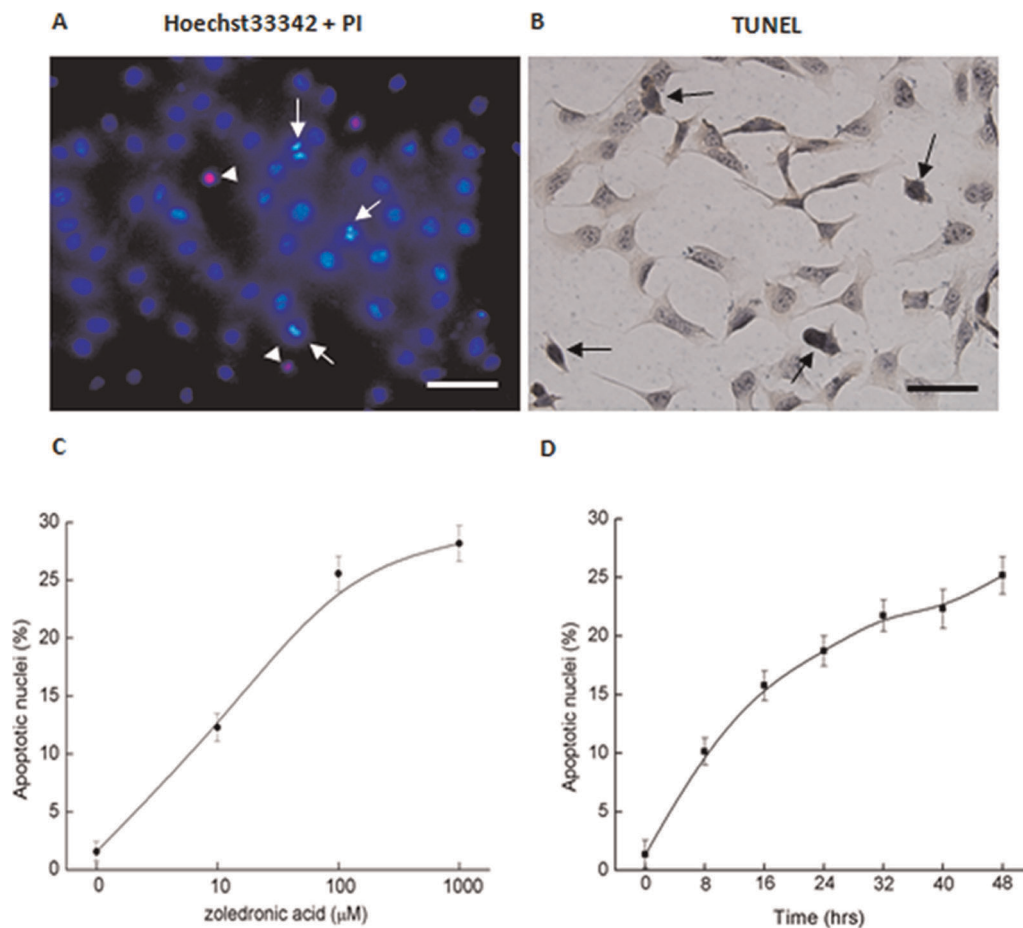 A
Hoechst33342 + PI
B
TUNEL
C
30
25
20
15
10
5
0
Apoptotic nuclei (%)
0 10 100 1000
zoledronic acid (μM)
D
30
25
20
15
10
5
0
Apoptotic nuclei (%)
0 8 16 24 32 40 48
Time (hrs)